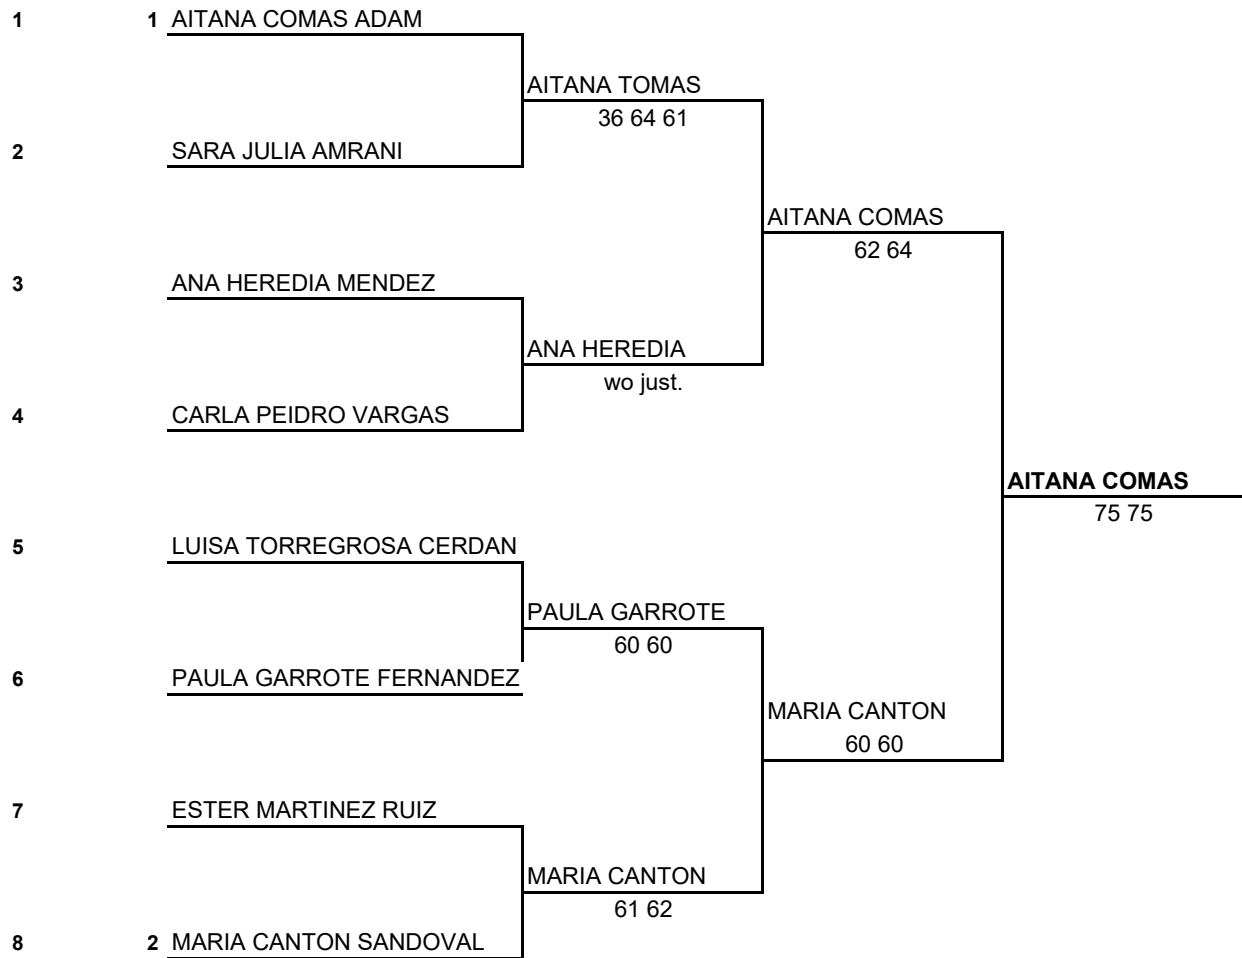 1 1 AITANA COMAS ADAM
AITANA TOMAS
36 64 61
2 SARA JULIA AMRANI
AITANA COMAS
62 64
3 ANA HEREDIA MENDEZ
ANA HEREDIA
wo just.
4 CARLA PEIDRO VARGAS
AITANA COMAS
75 75
5 LUISA TORREGROSA CERDAN
PAULA GARROTE
60 60
6 PAULA GARROTE FERNANDEZ
MARIA CANTON
60 60
7 ESTER MARTINEZ RUIZ
MARIA CANTON
61 62
8 2 MARIA CANTON SANDOVAL